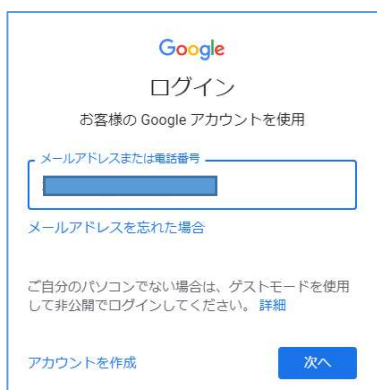 Google
ログイン
お客様の Google アカウントを使用
メールアドレスまたは電話番号
メールアドレスを忘れた場合
ご自分のパソコンでない場合は、ゲストモードを使用
して非公開でログインしてください。 詳細
アカウントを作成
次へ